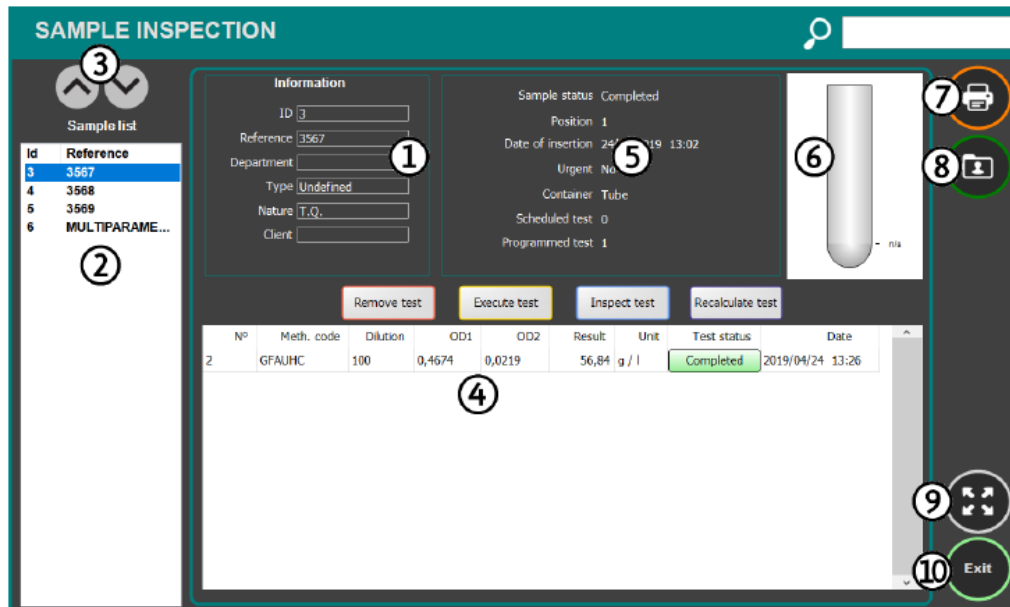 SAMPLE INSPECTION
3
Sample list
Id Reference
3 3567
4 3568
5 3569
6 MULTIPARAME...
2
Information
ID 3
Reference 3567
Department
Type Undefined
Nature T.Q.
Client
1
Sample status Completed
Position 1
Date of insertion 13:02
Urgent No
Container Tube
Scheduled test 0
Programmed test 1
5
6
n/a
Remove test Execute test Inspect test Recalculate test
Nº Meth. code Dilution OD1 OD2 Result Unit Test status Date
2 GFAUHC 100 0,4674 0,0219 56,84 g / l Completed 2019/04/24 13:26
4
7
8
9
10 Exit